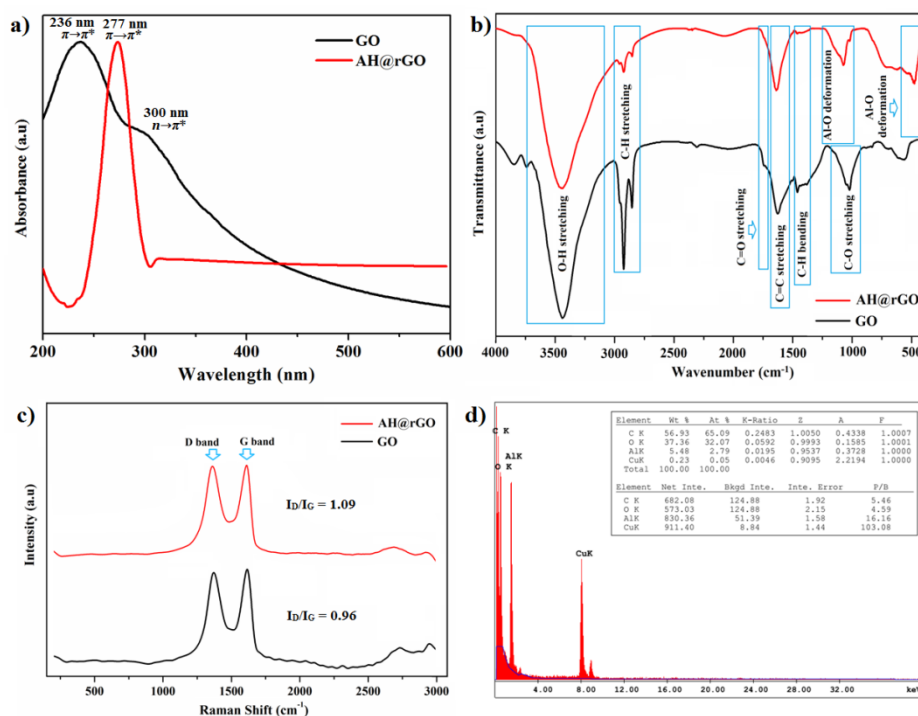 a)
236 nm
π→π*
277 nm
π→π*
300 nm
n→π*
GO
AH@rGO
Absorbance (a.u)
200 300 400 500 600
Wavelength (nm)
b)
Transmittance (a.u)
O-H stretching
C-H stretching
C=O stretching
C=C stretching
C-H bending
Al-O deformation
C-O stretching
Al-O
deformation
AH@rGO
GO
4000 3500 3000 2500 2000 1500 1000 500
Wavenumber (cm-1)
c)
Intensity (a.u)
AH@rGO
GO
D band
G band
ID/IG = 1.09
ID/IG = 0.96
500 1000 1500 2000 2500 3000
Raman Shift (cm-1)
d)
C K
O K
AlK
CuK
Element Wt % At % K-Ratio Z A F
C K 56.93 65.09 0.2483 1.0050 0.4338 1.0007
O K 37.36 32.07 0.0592 0.9993 0.1585 1.0001
AlK 5.48 2.79 0.0195 0.9537 0.3728 1.0000
CuK 0.23 0.05 0.0046 0.9095 2.2194 1.0000
Total 100.00 100.00
Element Net Inte. Bkgd Inte. Inte. Error P/B
C K 682.08 124.88 1.92 5.46
O K 573.03 124.88 2.15 4.59
AlK 830.36 51.39 1.58 16.16
CuK 911.40 8.84 1.44 103.08
4.00 8.00 12.00 16.00 20.00 24.00 28.00 32.00 keV